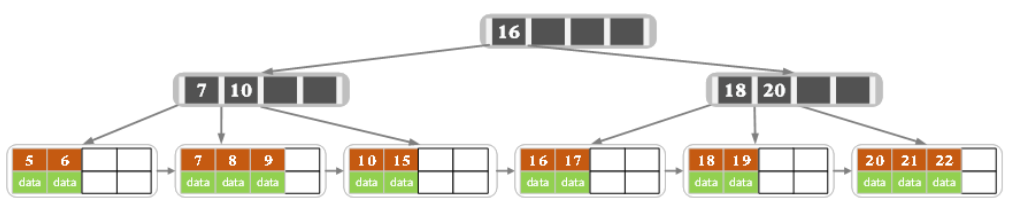 16
7 10
18 20
5 6
data data
7 8 9
data data data
10 15
data data
16 17
data data
18 19
data data
20 21 22
data data data